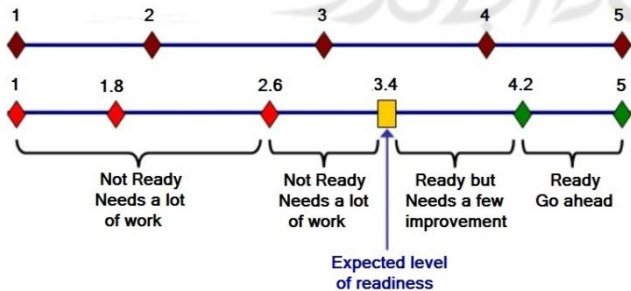 1 2 3 4 5
1 1.8 2.6 3.4 4.2 5
Not Ready
Needs a lot
of work
Not Ready
Needs a lot
of work
Ready but
Needs a few
improvement
Ready
Go ahead
Expected level
of readiness